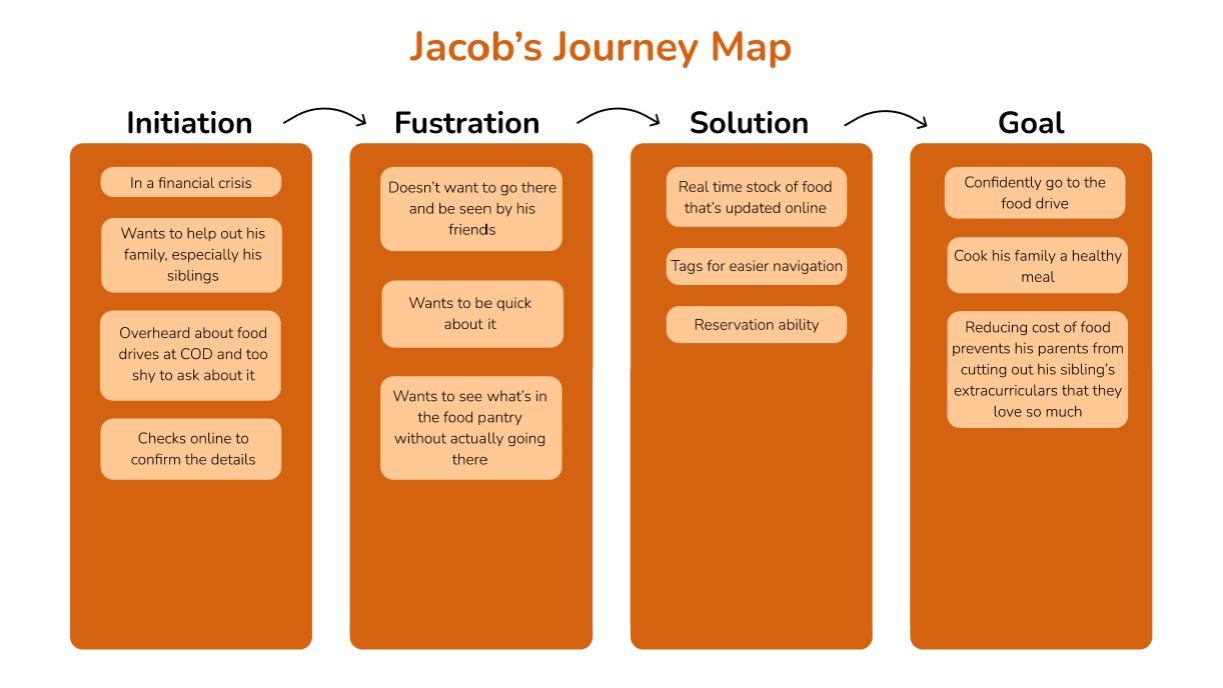 Jacob’s Journey Map
Initiation
Fustration
Solution
Goal
In a financial crisis
Wants to help out his
family, especially his
siblings
Overheard about food
drives at COD and too
shy to ask about it
Checks online to
confirm the details
Doesn’t want to go there
and be seen by his
friends
Wants to be quick
about it
Wants to see what’s in
the food pantry
without actually going
there
Real time stock of food
that’s updated online
Tags for easier navigation
Reservation ability
Confidently go to the
food drive
Cook his family a healthy
meal
Reducing cost of food
prevents his parents from
cutting out his sibling’s
extracurriculars that they
love so much